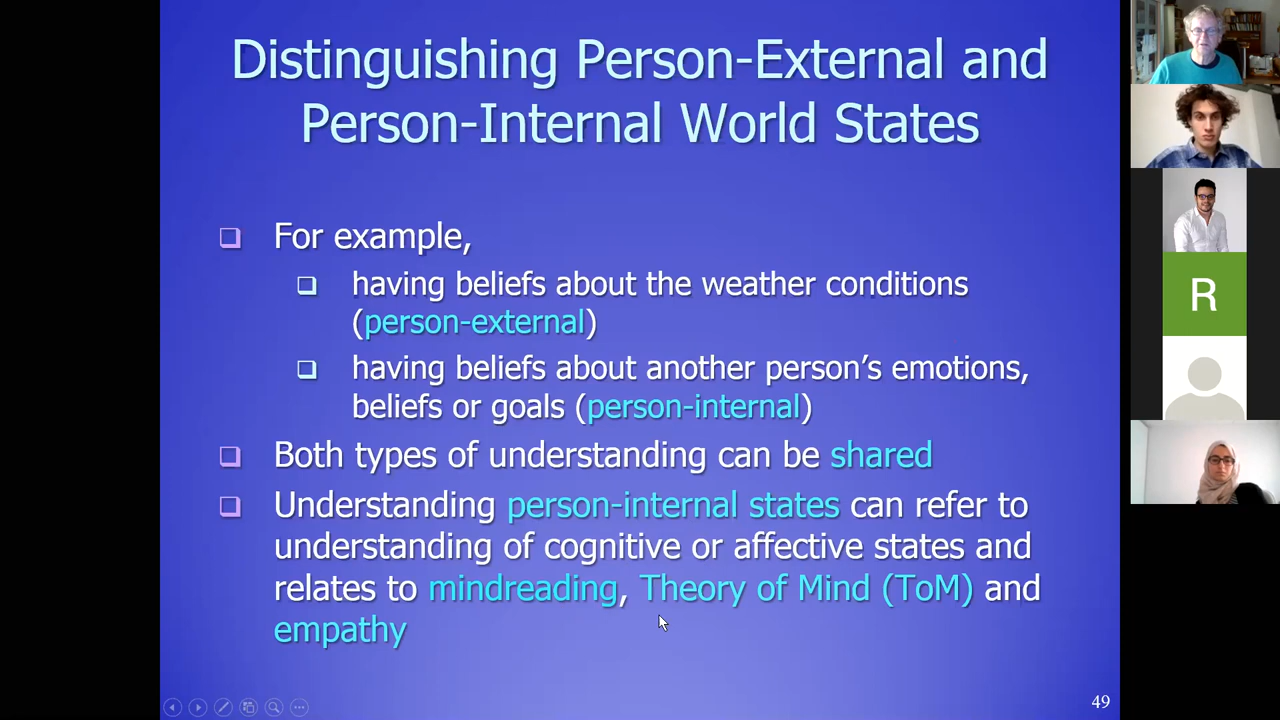 Distinguishing Person-External and
Person-Internal World States
For example,
having beliefs about the weather conditions
(person-external)
having beliefs about another person's emotions,
beliefs or goals (person-internal)
Both types of understanding can be shared
Understanding person-internal states can refer to
understanding of cognitive or affective states and
relates to mindreading, Theory of Mind (ToM) and
empathy
49
R